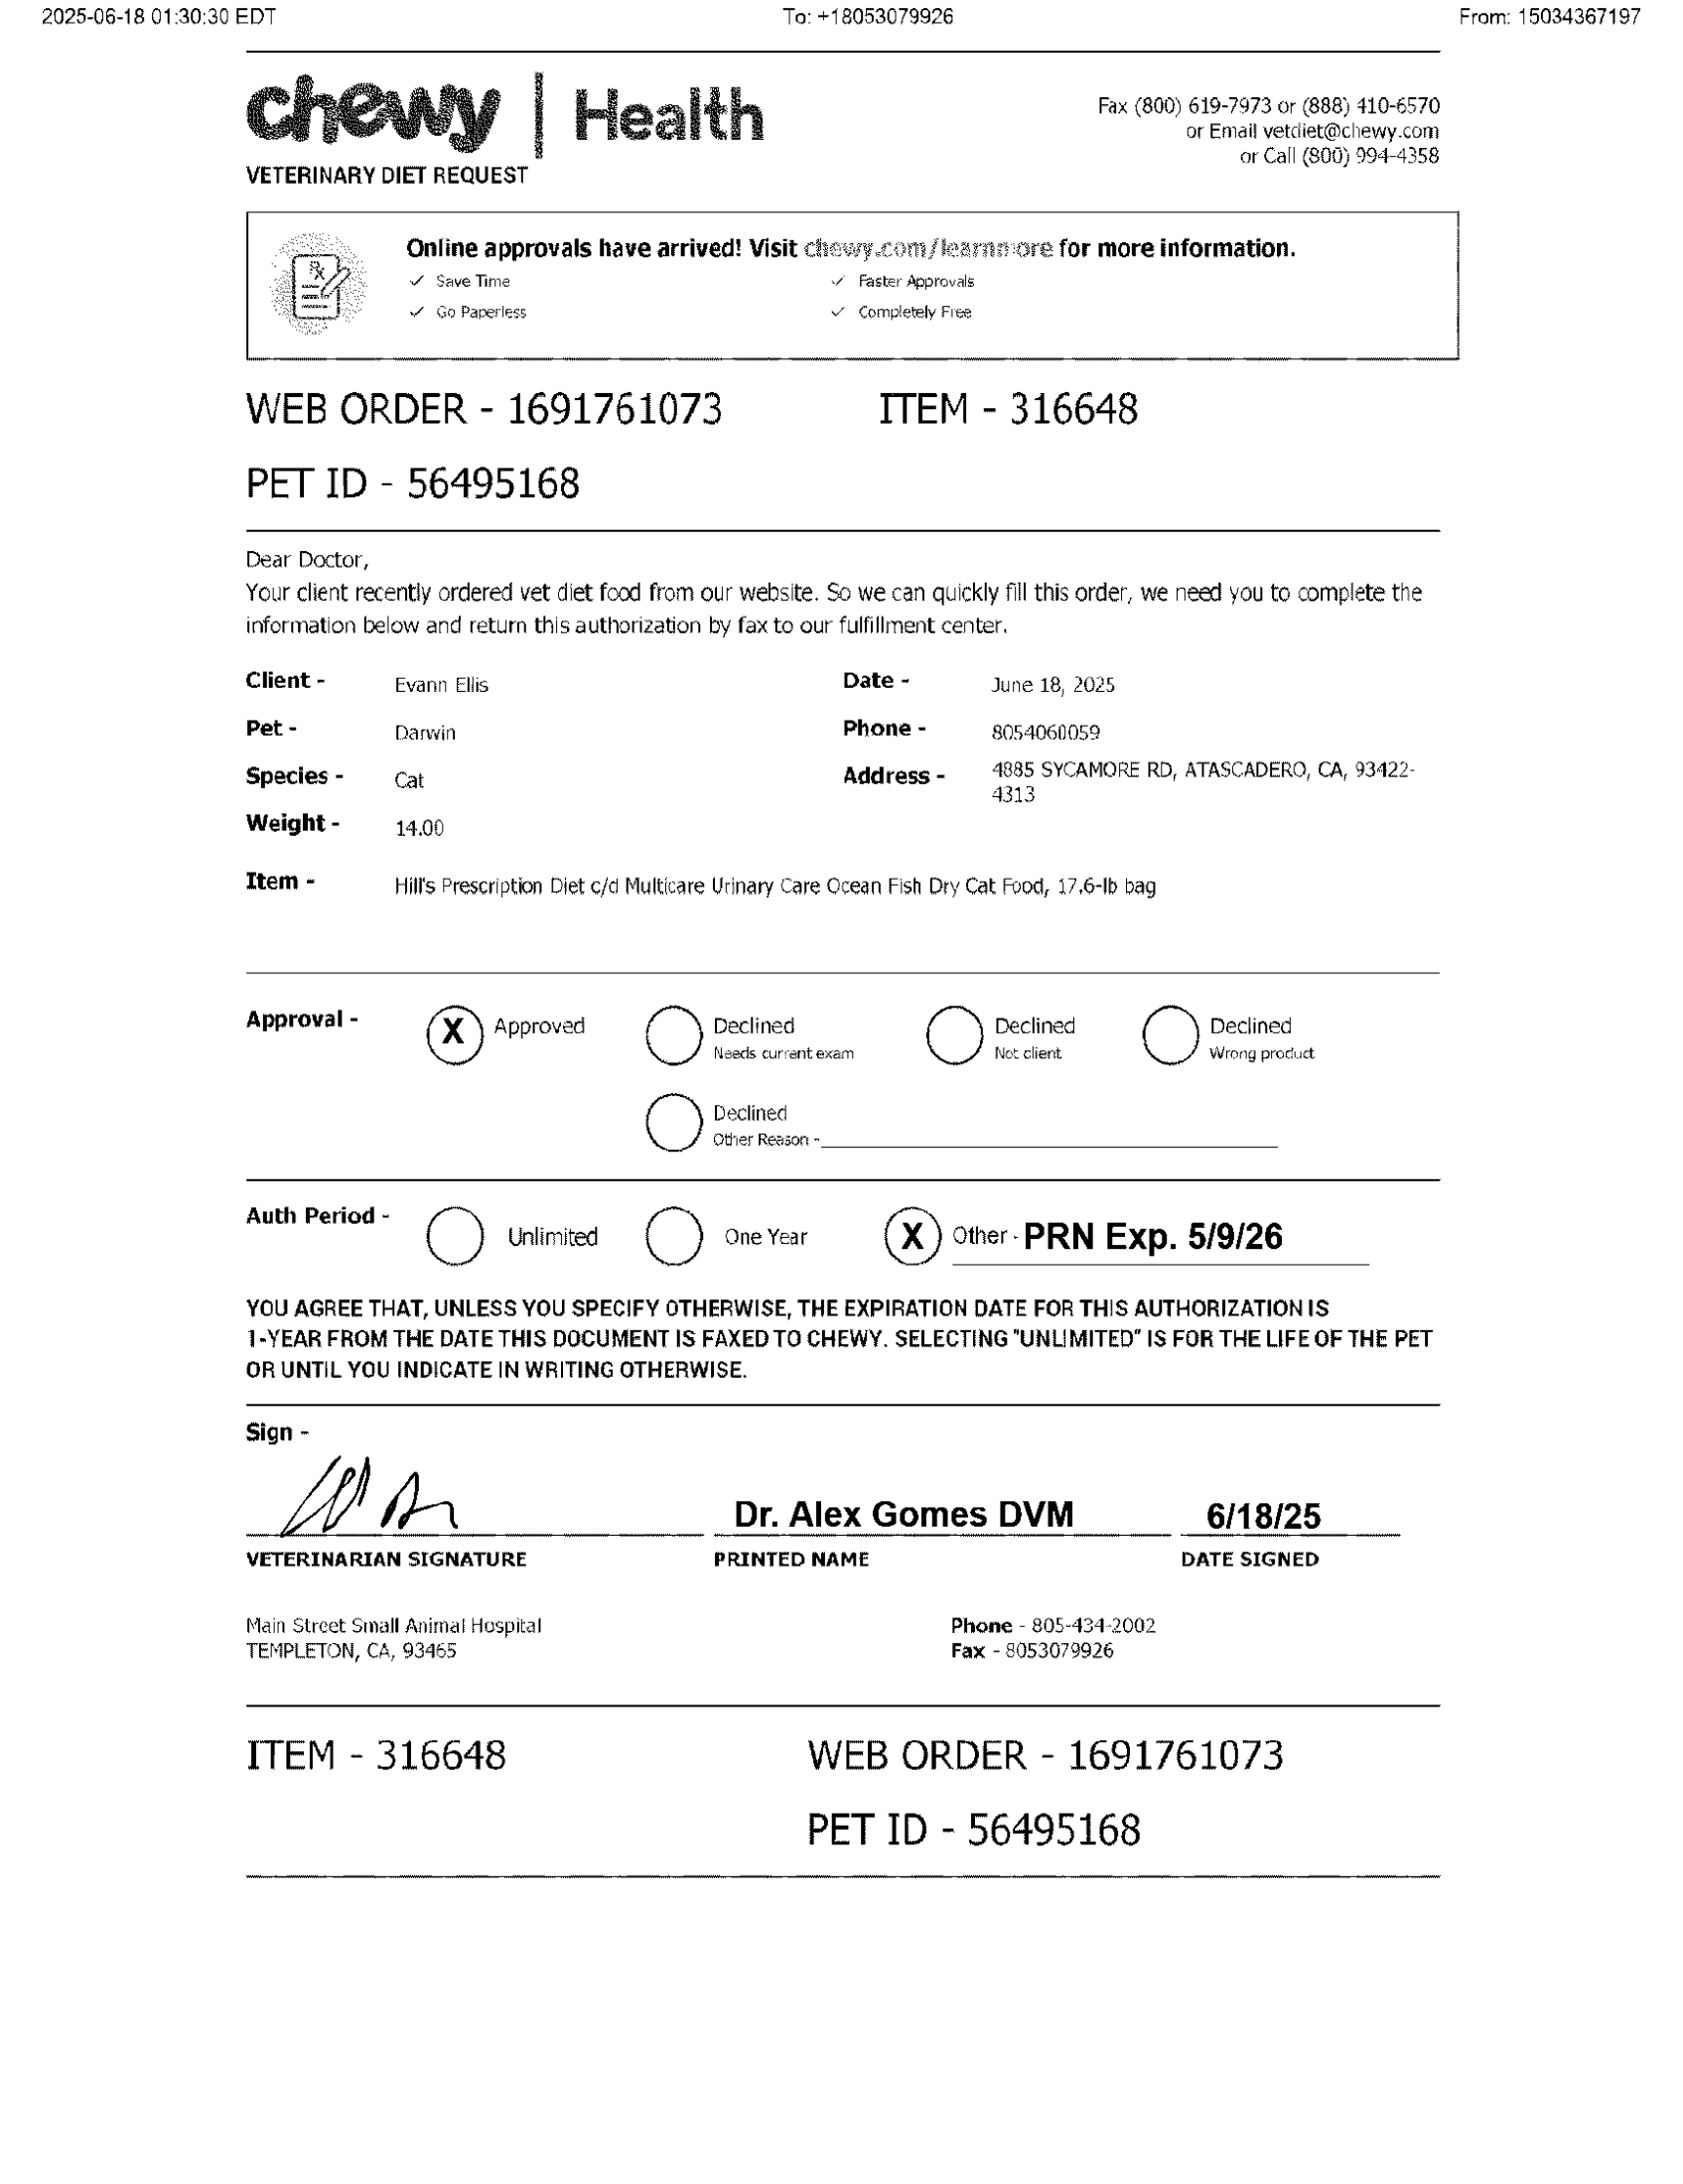 2025-06-18 01:30:30 EDT To: +18053079926 From: 15034367197
chewy | Health
Fax (800) 619-7973 or (888) 410-6570
or Email vetdiet@chewy.com
or Call (800) 994-4358
VETERINARY DIET REQUEST
Online approvals have arrived! Visit chewy.com/learnmore for more information.
✓ Save Time ✓ Faster Approvals
✓ Go Paperless ✓ Completely Free
WEB ORDER - 1691761073 ITEM - 316648
PET ID - 56495168
Dear Doctor,
Your client recently ordered vet diet food from our website. So we can quickly fill this order, we need you to complete the
information below and return this authorization by fax to our fulfillment center.
Client - Evann Ellis Date - June 18, 2025
Pet - Darwin Phone - 8054060059
Species - Cat Address - 4885 SYCAMORE RD, ATASCADERO, CA, 93422-
4313
Weight - 14.00
Item - Hill's Prescription Diet c/d Multicare Urinary Care Ocean Fish Dry Cat Food, 17.6-lb bag
Approval - X Approved Declined Declined Declined
Needs current exam Not client Wrong product
Declined
Other Reason -
Auth Period - Unlimited One Year X Other - PRN Exp. 5/9/26
YOU AGREE THAT, UNLESS YOU SPECIFY OTHERWISE, THE EXPIRATION DATE FOR THIS AUTHORIZATION IS
1-YEAR FROM THE DATE THIS DOCUMENT IS FAXED TO CHEWY. SELECTING "UNLIMITED" IS FOR THE LIFE OF THE PET
OR UNTIL YOU INDICATE IN WRITING OTHERWISE.
Sign -
Dr. Alex Gomes DVM 6/18/25
VETERINARIAN SIGNATURE PRINTED NAME DATE SIGNED
Main Street Small Animal Hospital Phone - 805-434-2002
TEMPLETON, CA, 93465 Fax - 8053079926
ITEM - 316648 WEB ORDER - 1691761073
PET ID - 56495168